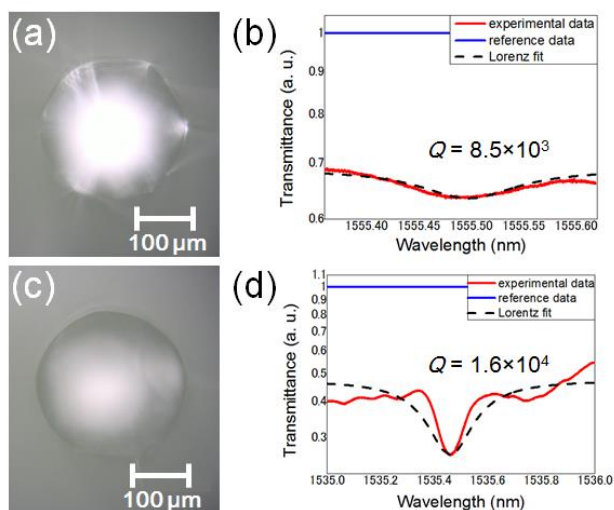 (a)
100 µm
(b)
Transmittance (a. u.)
1
0.9
0.8
0.7
0.6
experimental data
reference data
Lorenz fit
Q = 8.5×10³
1555.40 1555.45 1555.50 1555.55 1555.60
Wavelength (nm)
(c)
100 µm
(d)
Transmittance (a. u.)
1.1
1
0.9
0.8
0.7
0.6
0.5
0.4
0.3
experimental data
reference data
Lorentz fit
Q = 1.6×10⁴
1535.0 1535.2 1535.4 1535.6 1535.8 1536.0
Wavelength (nm)